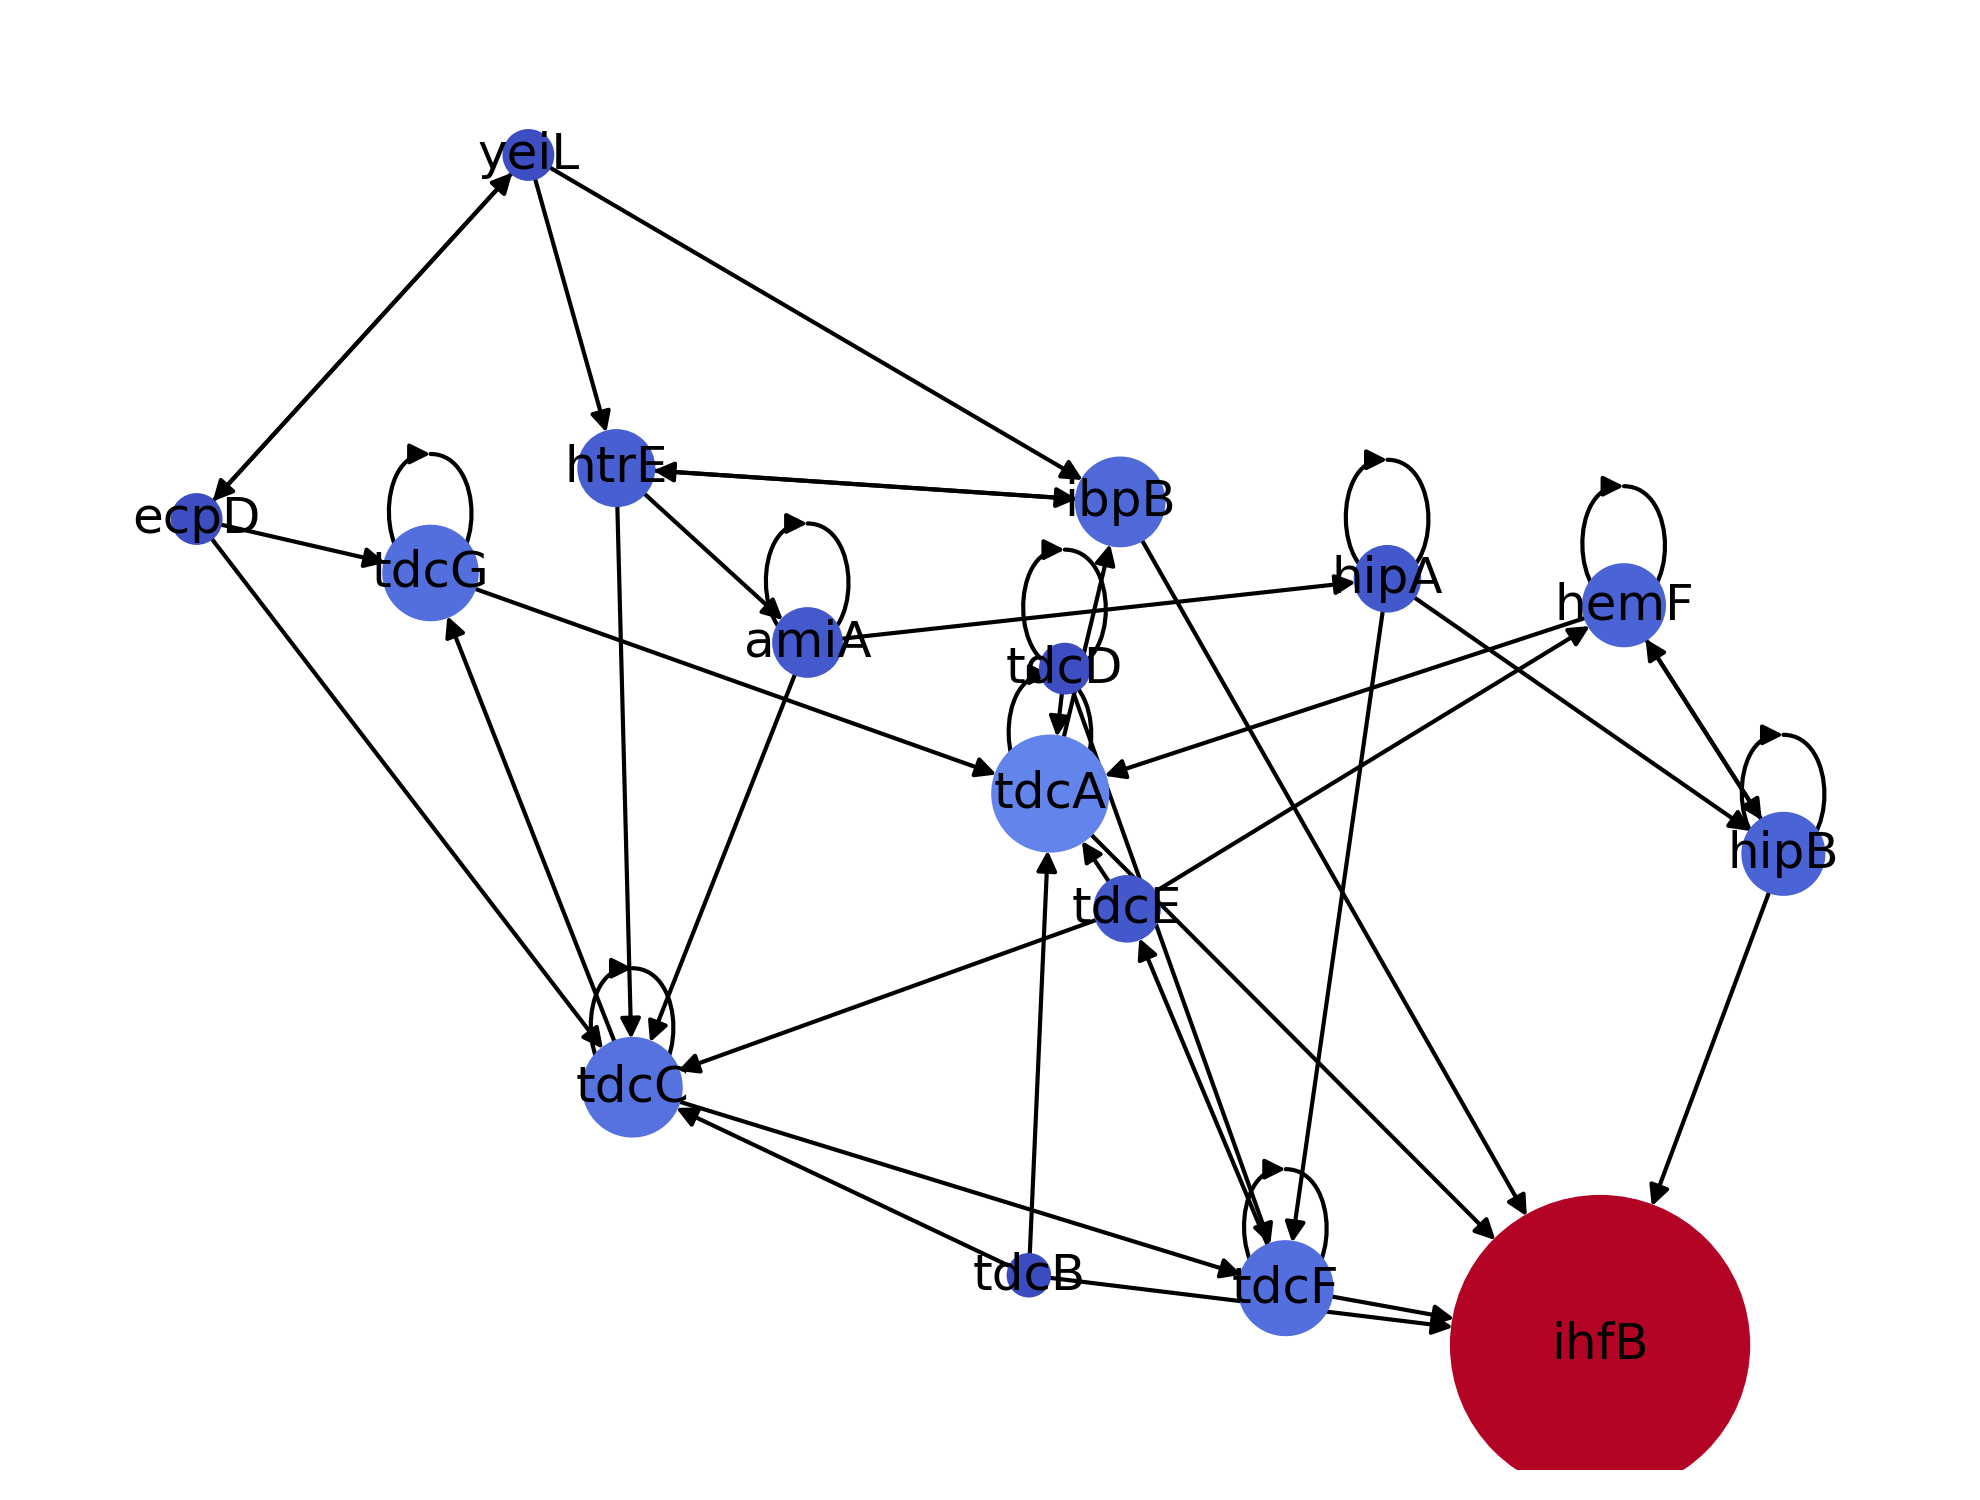 yeiL
htrE
ibpB
ecpD
tdcG
hipA
hemF
amiA
tdcD
tdcA
hipB
tdcE
tdcC
tdcB
tdcF
ihfB